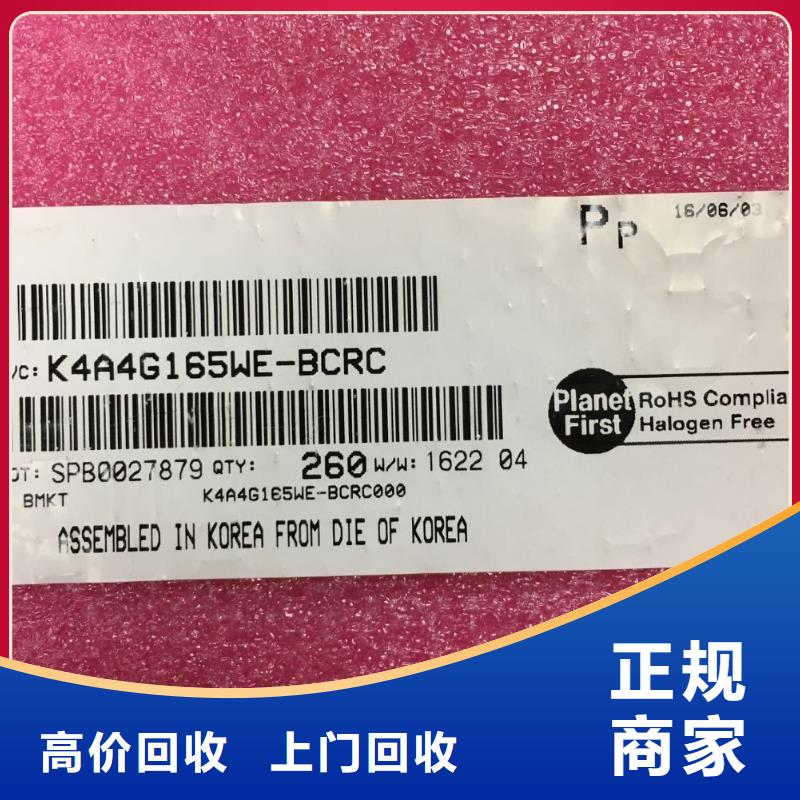 Pp 16/06/03
/C: K4A4G165WE-BCRC
Planet First
RoHS Complia
Halogen Free
OT: SPB0027879 QTY: 260 W/W: 1622 04
BMKT K4A4G165WE-BCRC000
ASSEMBLED IN KOREA FROM DIE OF KOREA
正规
商家
高价回收 上门回收